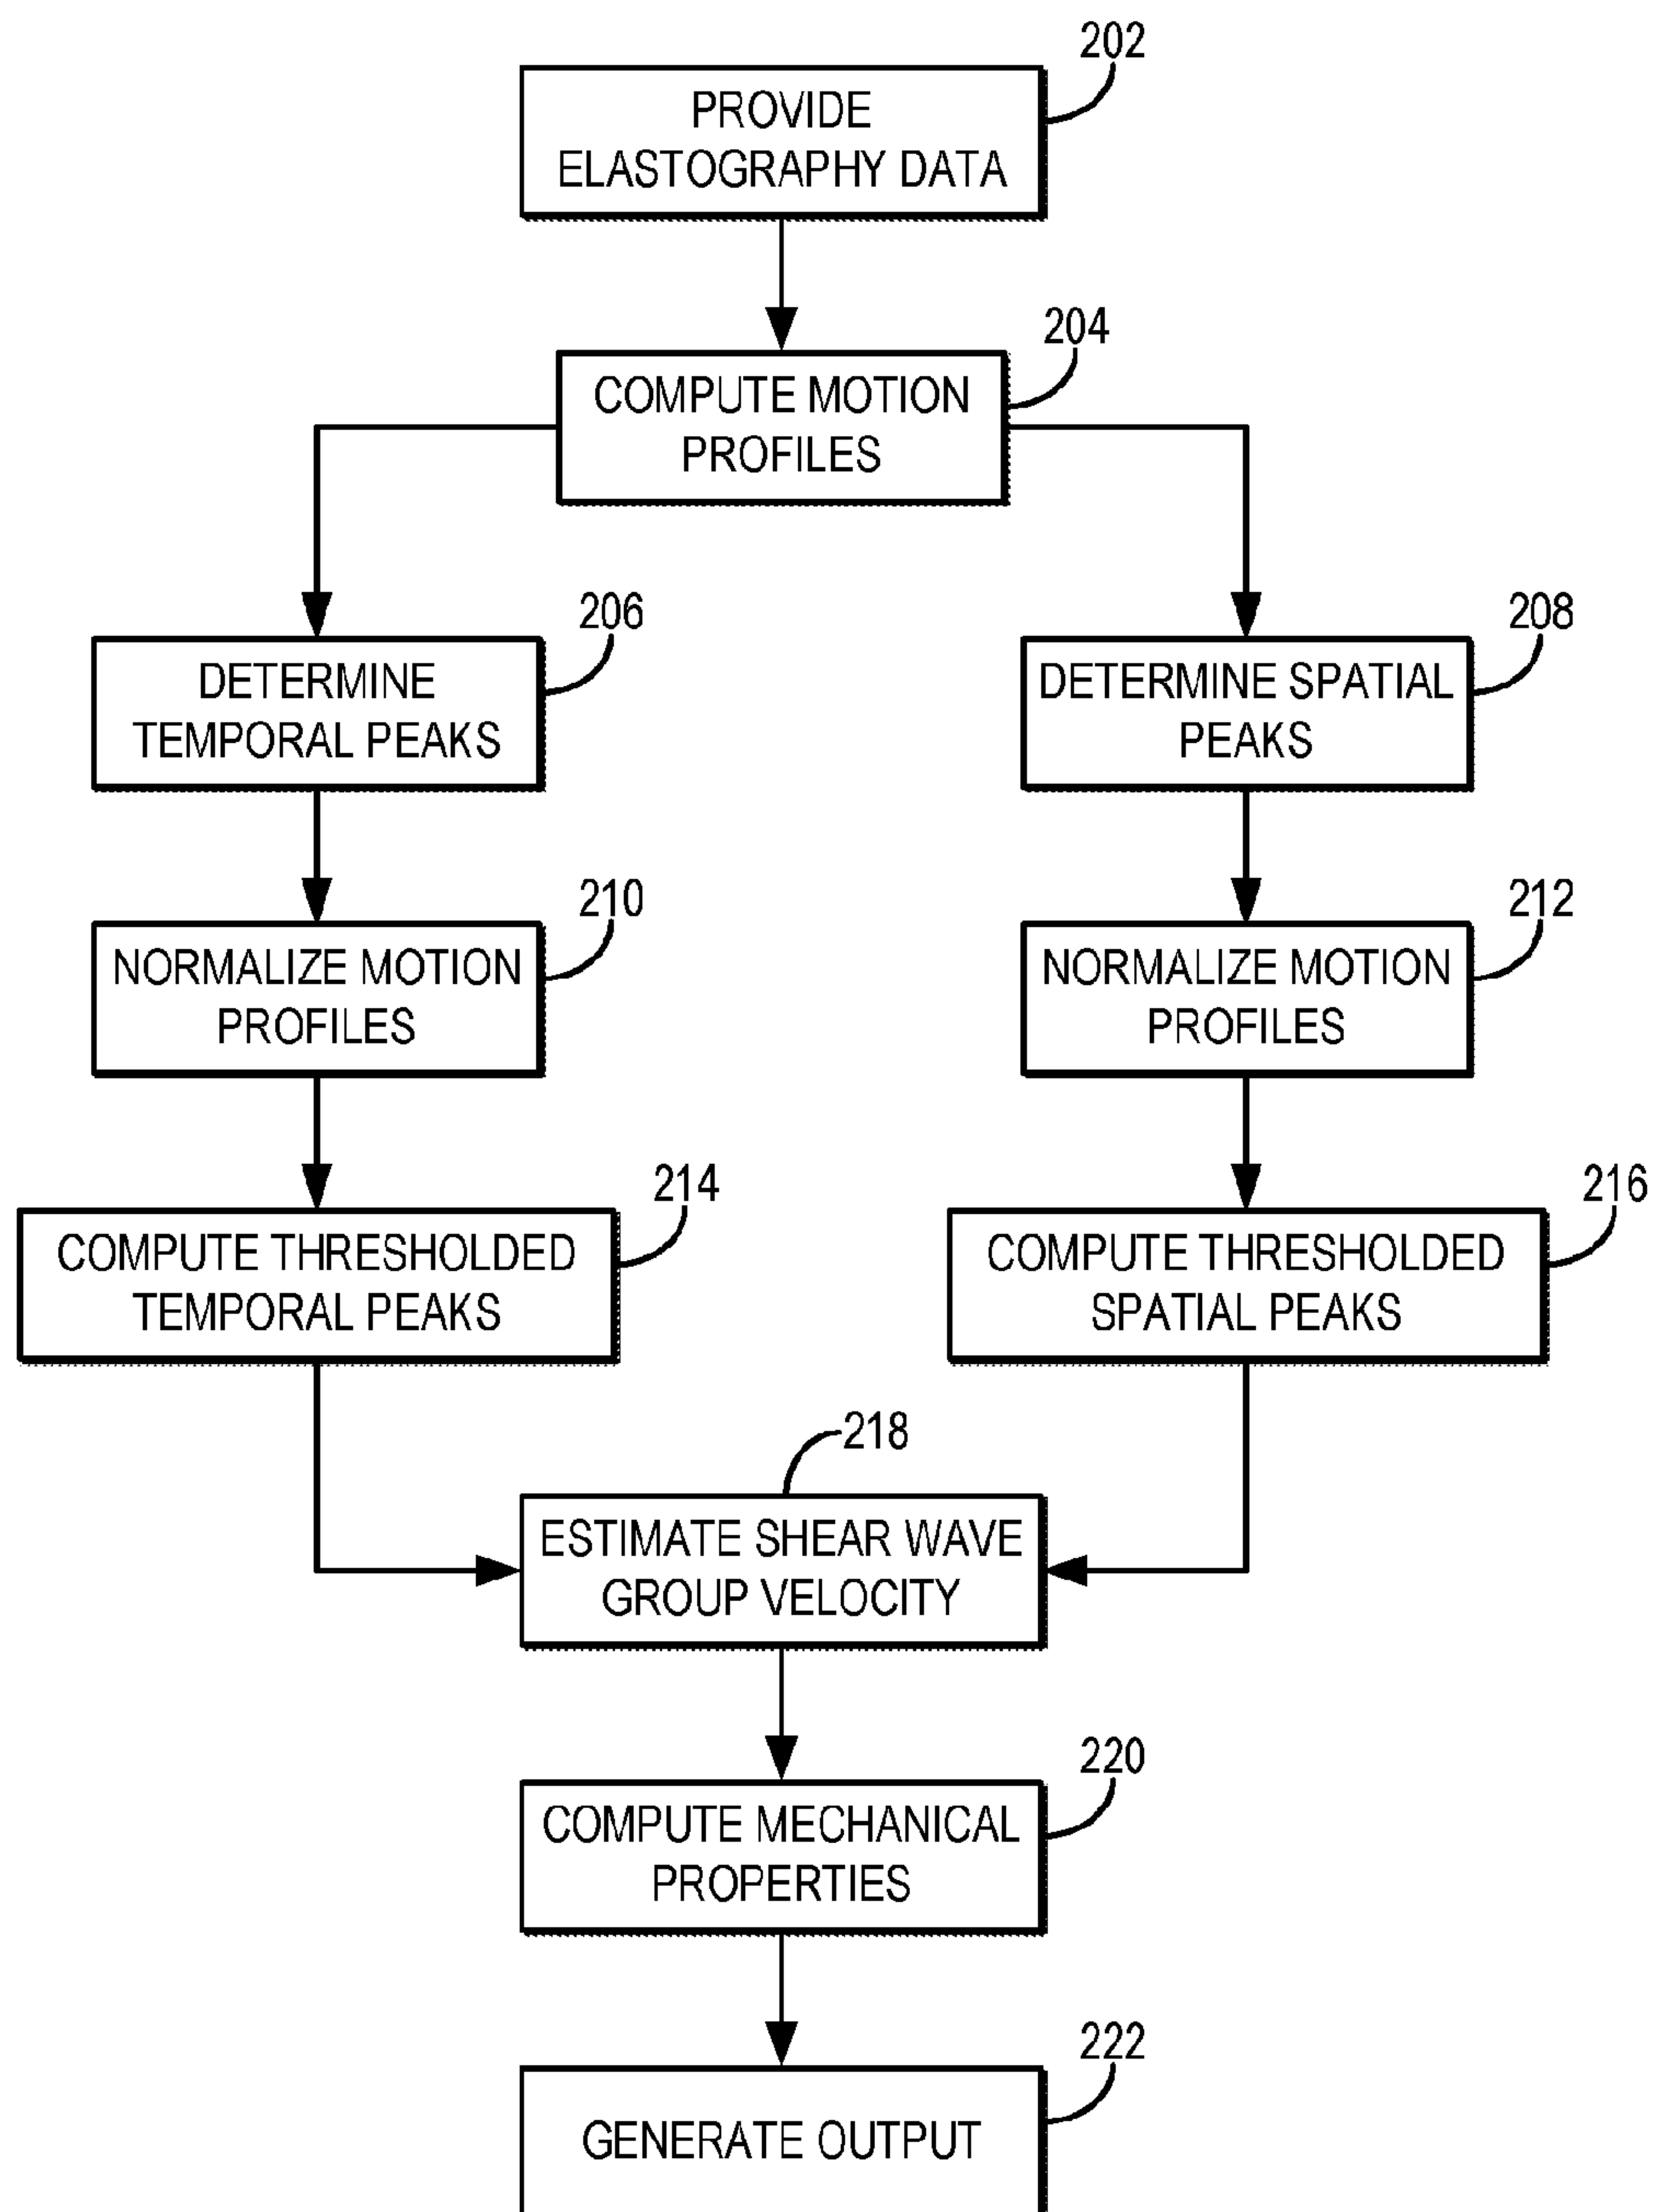 202
PROVIDE
ELASTOGRAPHY DATA
204
COMPUTE MOTION
PROFILES
206
DETERMINE
TEMPORAL PEAKS
208
DETERMINE SPATIAL
PEAKS
210
NORMALIZE MOTION
PROFILES
212
NORMALIZE MOTION
PROFILES
214
COMPUTE THRESHOLDED
TEMPORAL PEAKS
216
COMPUTE THRESHOLDED
SPATIAL PEAKS
218
ESTIMATE SHEAR WAVE
GROUP VELOCITY
220
COMPUTE MECHANICAL
PROPERTIES
222
GENERATE OUTPUT